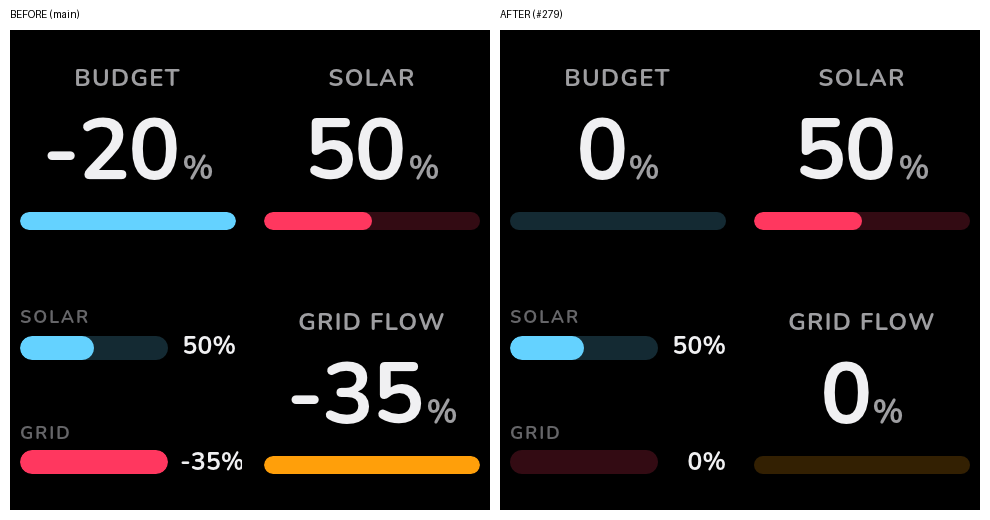 BEFORE (main)
BUDGET
-20%
SOLAR
50%
SOLAR
50%
GRID
-35%
GRID FLOW
-35%
AFTER (#279)
BUDGET
0%
SOLAR
50%
SOLAR
50%
GRID
0%
GRID FLOW
0%